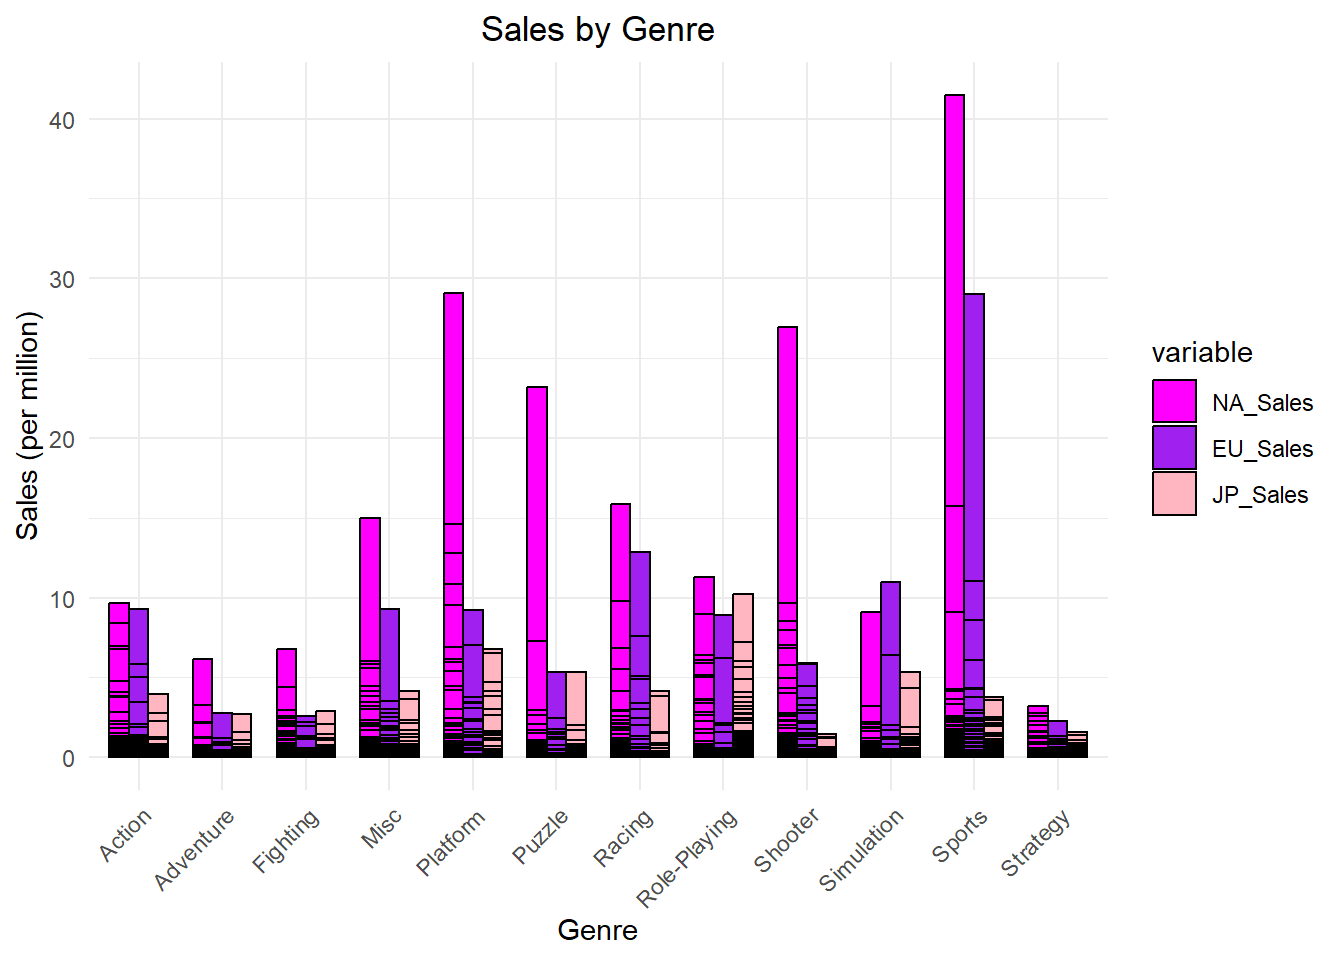 Sales by Genre
Sales (per million)
40
30
20
10
0
Action
Adventure
Fighting
Misc
Platform
Puzzle
Racing
Role-Playing
Shooter
Simulation
Sports
Strategy
Genre
variable
NA_Sales
EU_Sales
JP_Sales